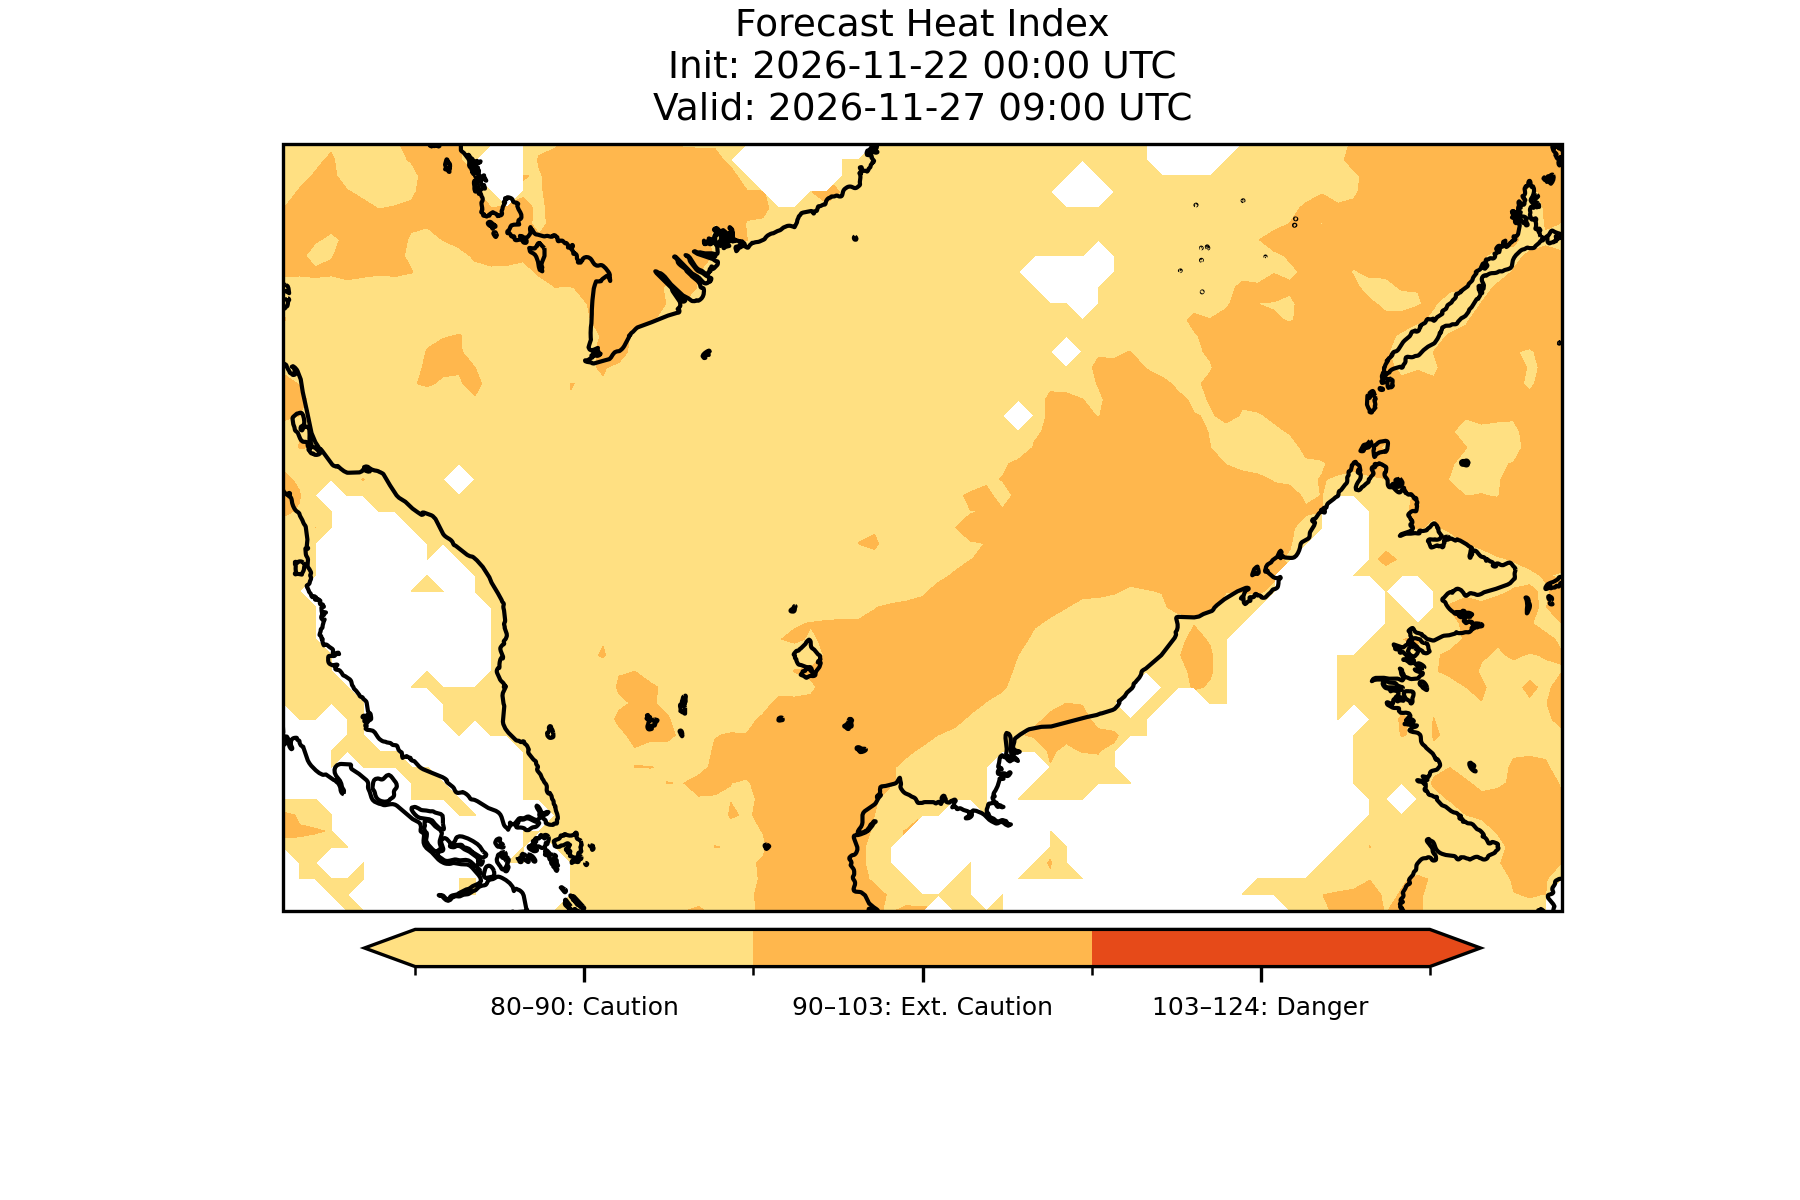 Forecast Heat Index
Init: 2026-11-22 00:00 UTC
Valid: 2026-11-27 09:00 UTC
80–90: Caution
90–103: Ext. Caution
103–124: Danger